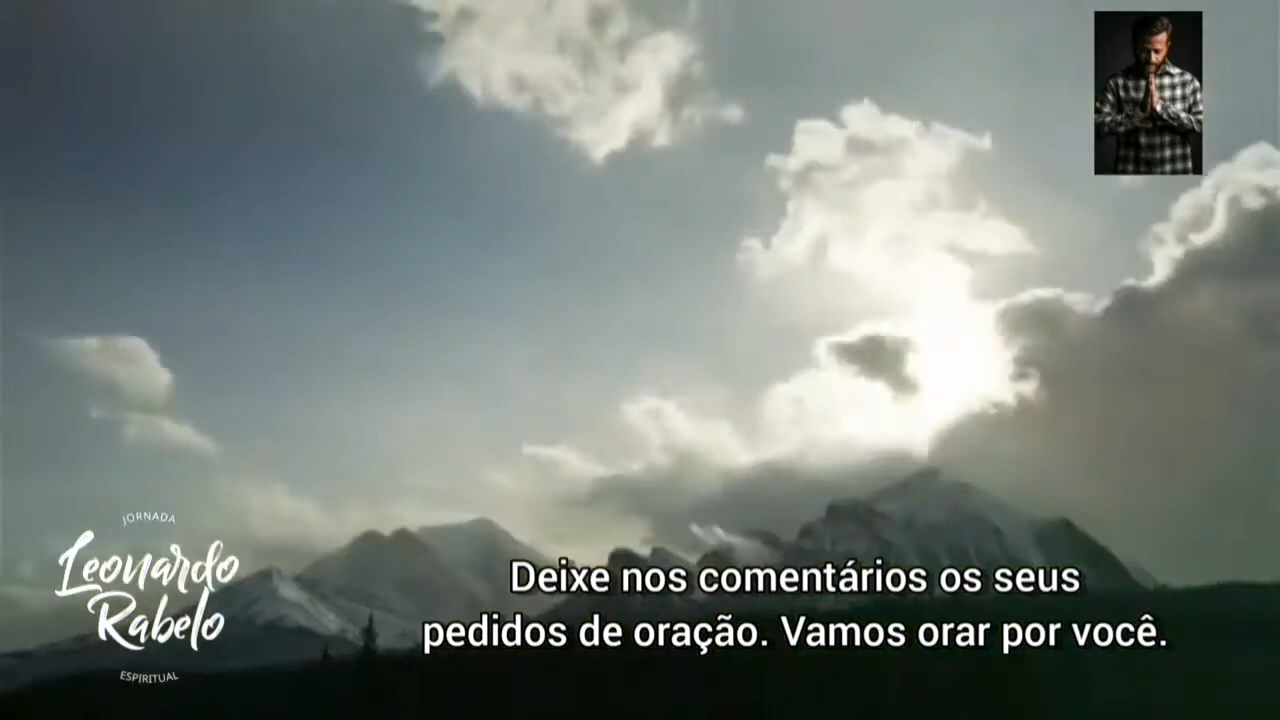 JORNADA
Leonardo
Rabelo
ESPIRITUAL
Deixe nos comentários os seus
pedidos de oração. Vamos orar por você.